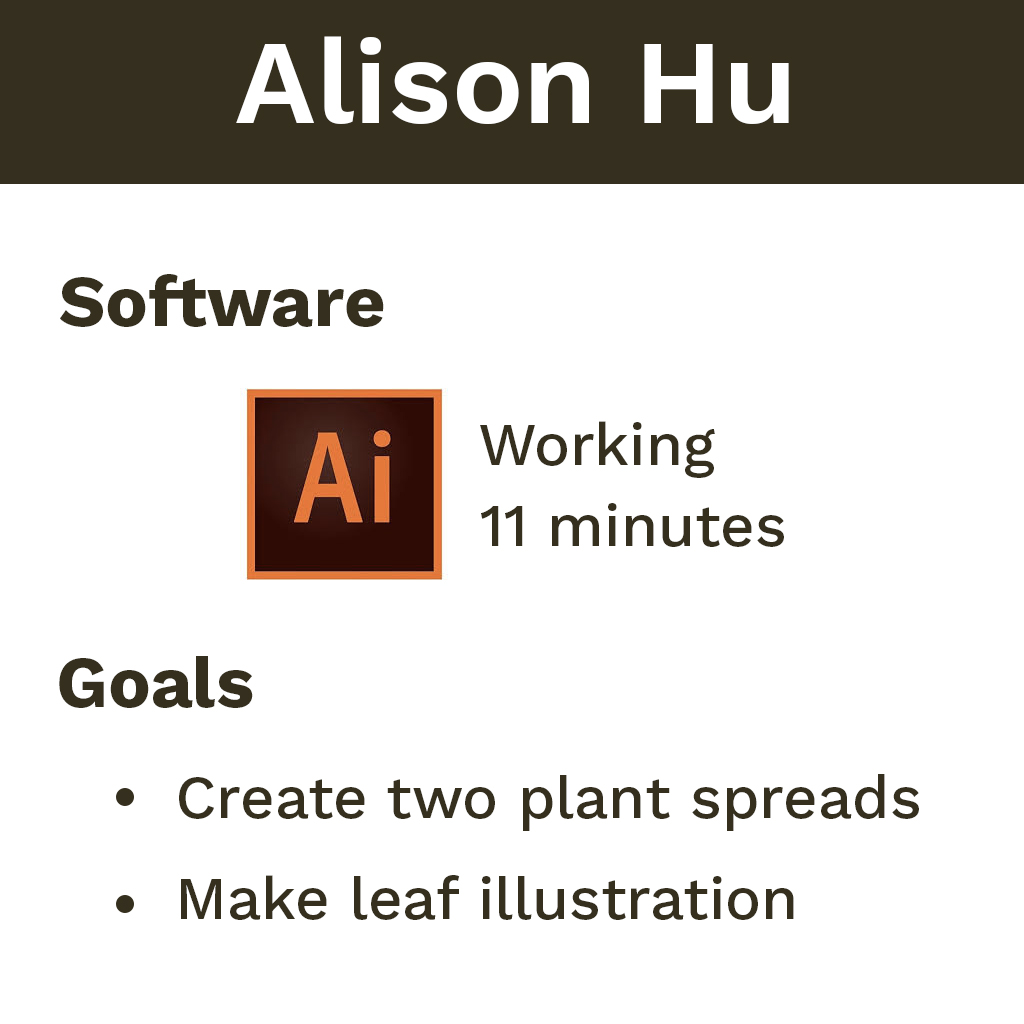 Alison Hu
Software
Ai
Working
11 minutes
Goals
• Create two plant spreads
• Make leaf illustration